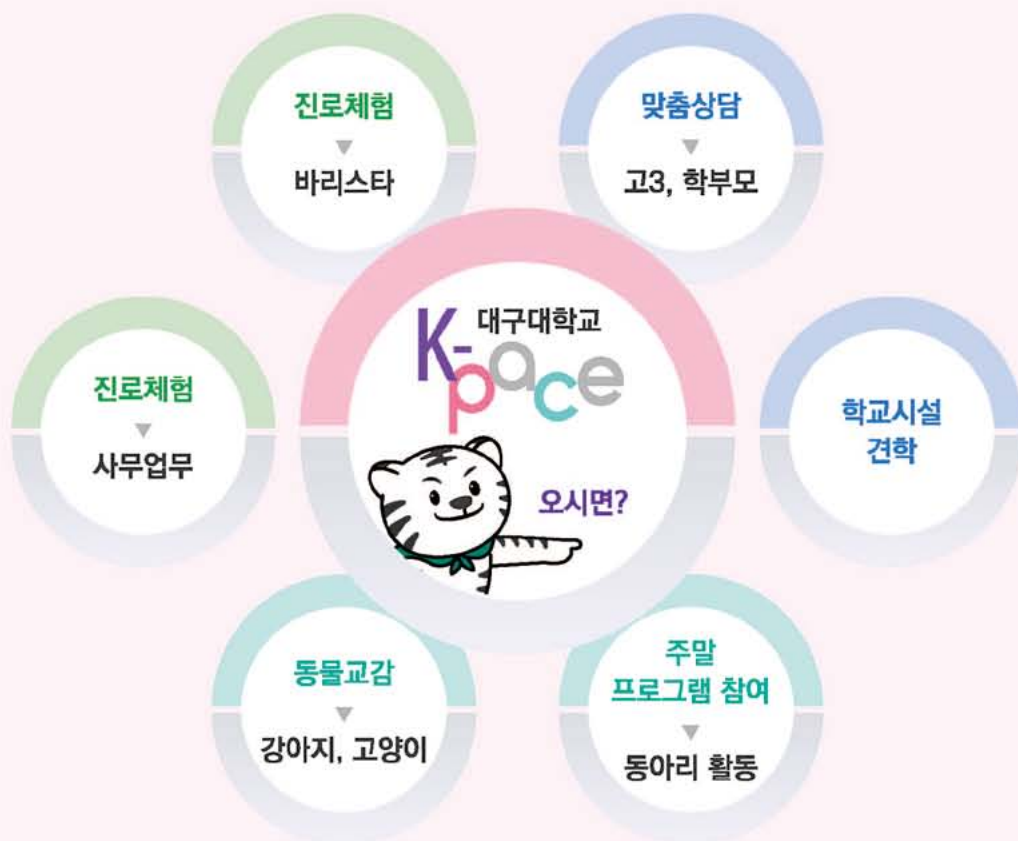 진로체험
바리스타
맞춤상담
고3, 학부모
대구대학교
K-pace
오시면?
진로체험
사무업무
학교시설
견학
동물교감
강아지, 고양이
주말
프로그램 참여
동아리 활동